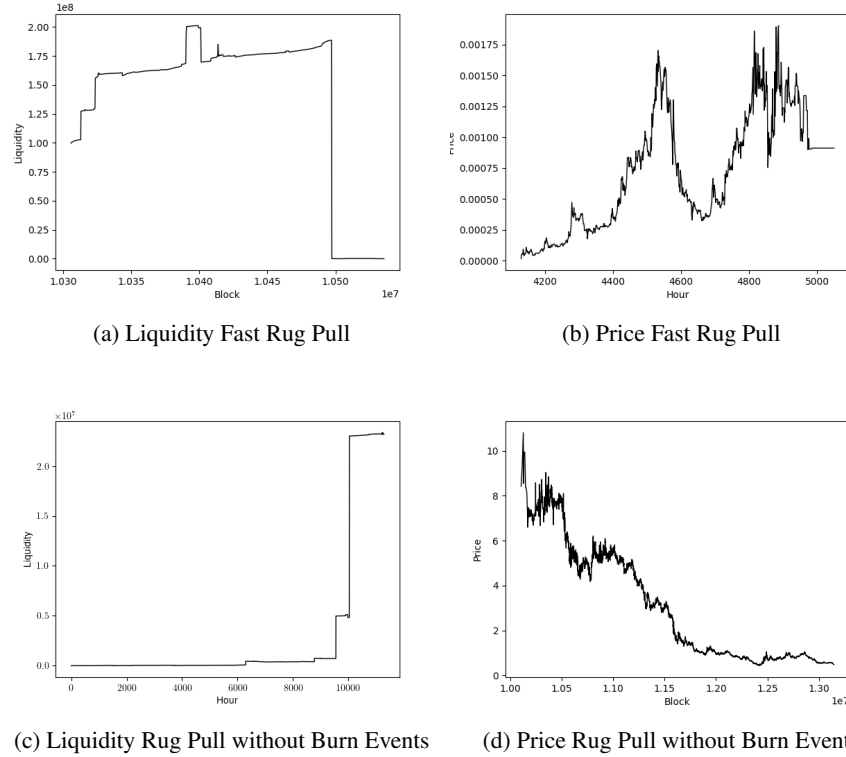 1e8
2.00
1.75
1.50
1.25
1.00
0.75
0.50
0.25
0.00
Liquidity
1.030 1.035 1.040 1.045 1.050
Block
1e7
(a) Liquidity Fast Rug Pull
0.00175
0.00150
0.00125
0.00100
0.00075
0.00050
0.00025
0.00000
Price
4200 4400 4600 4800 5000
Hour
(b) Price Fast Rug Pull
×10⁷
2.0
1.5
1.0
0.5
0.0
Liquidity
0 2000 4000 6000 8000 10000
Hour
(c) Liquidity Rug Pull without Burn Events
10
8
6
4
2
0
Price
1.00 1.05 1.10 1.15 1.20 1.25 1.30
Block
1e7
(d) Price Rug Pull without Burn Event